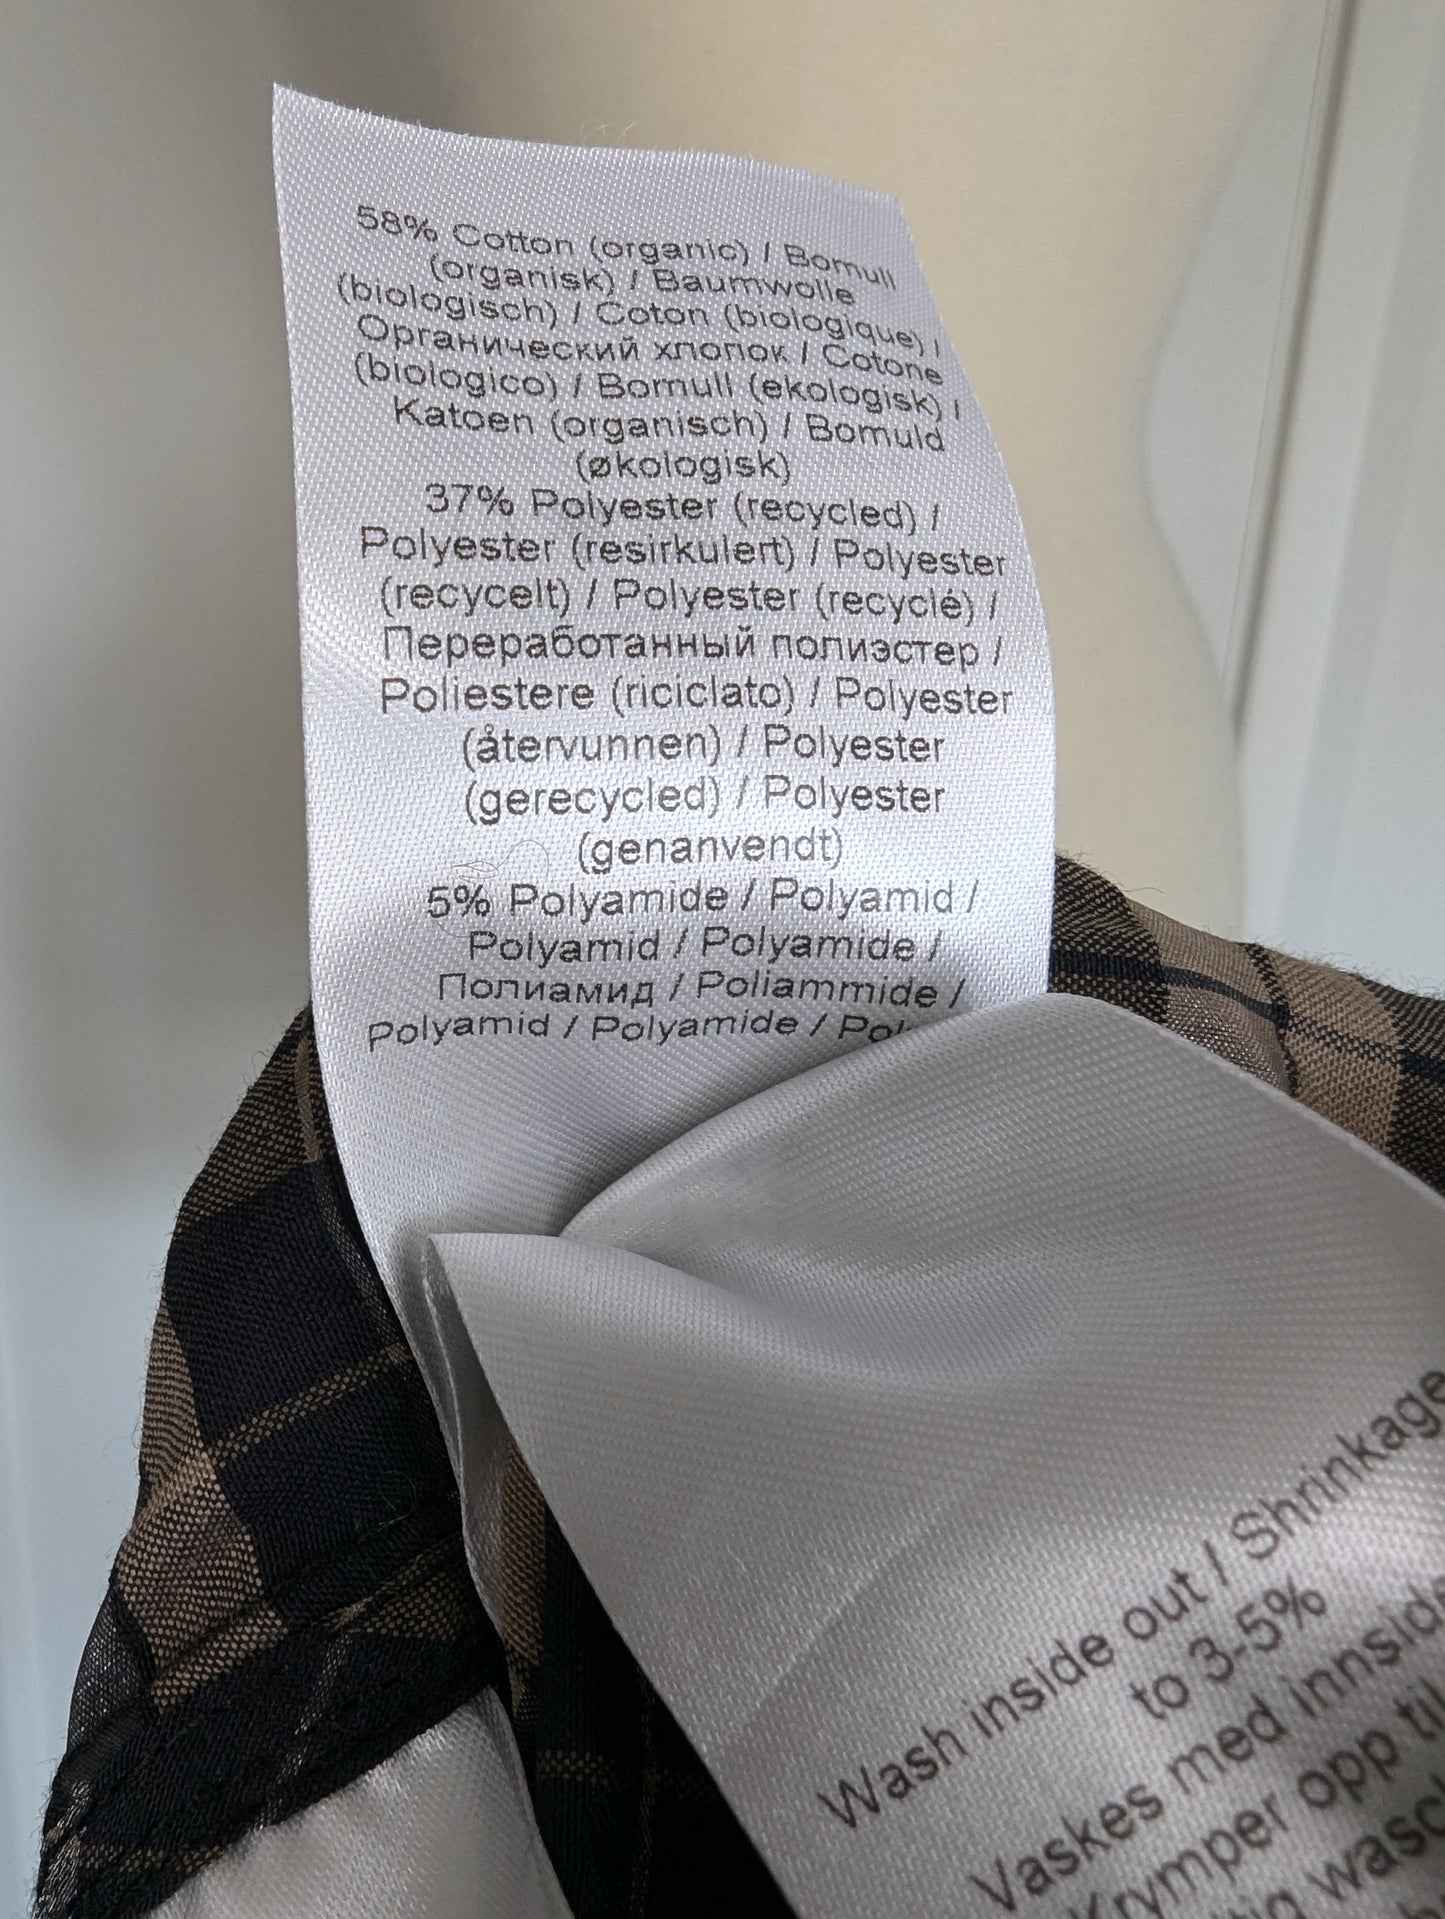 58% Cotton (organic) / Bomull
(organisk) / Baumwolle
(biologisch) / Coton (biologique) /
Органический хлопок / Cotone
(biologico) / Bomull (ekologisk) /
Katoen (organisch) / Bomuld
(økologisk)
37% Polyester (recycled) /
Polyester (resirkulert) / Polyester
(recycelt) / Polyester (recyclé) /
Переработанный полиэстер /
Poliestere (riciclato) / Polyester
(återvunnen) / Polyester
(gerecycled) / Polyester
(genanvendt)
5% Polyamide / Polyamid /
Polyamid / Polyamide /
Полиамид / Poliammide /
Polyamid / Polyamide /
Wash inside out / Shrinkage
to 3-5%
Vaskes med
Krymper opp